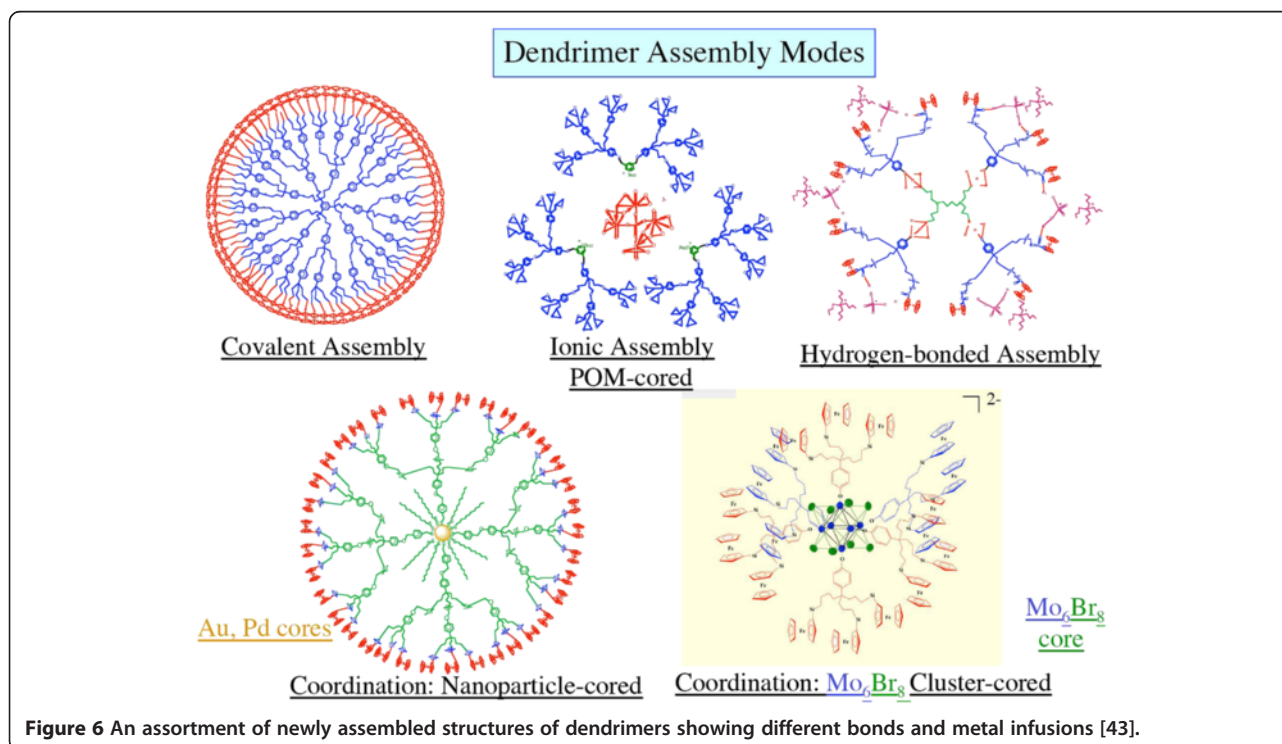 Dendrimer Assembly Modes
Covalent Assembly
Ionic Assembly
POM-cored
Hydrogen-bonded Assembly
2-
Au, Pd cores
Coordination: Nanoparticle-cored
Mo6Br8
core
Coordination: Mo6Br8 Cluster-cored
Figure 6 An assortment of newly assembled structures of dendrimers showing different bonds and metal infusions [43].